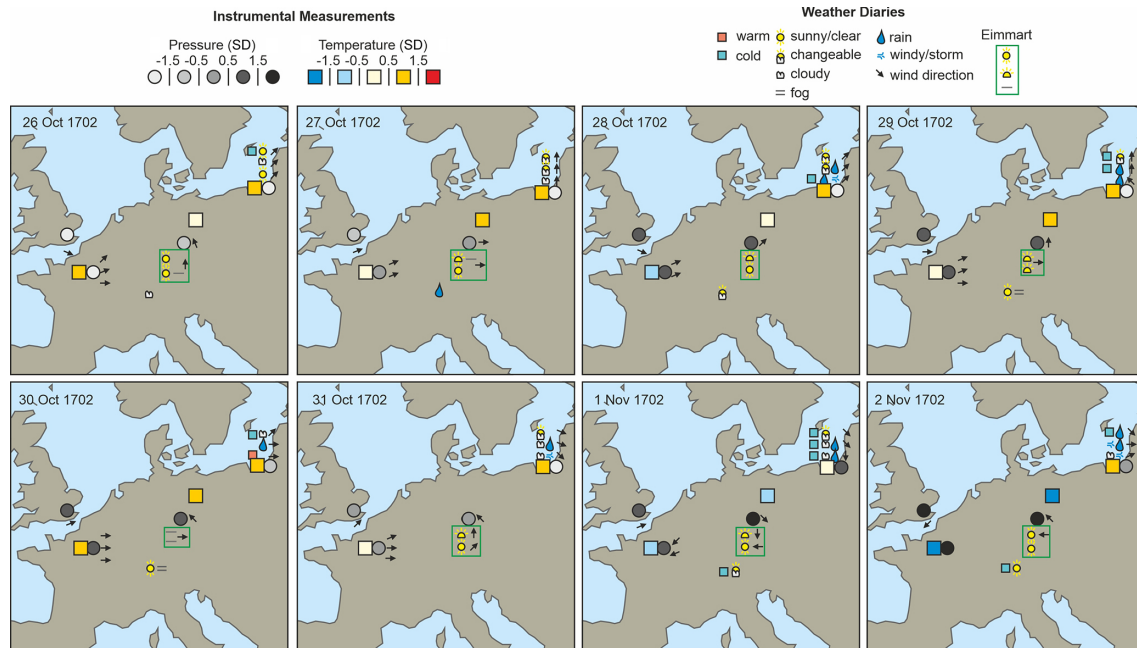 Instrumental Measurements
Pressure (SD)
-1.5 -0.5 0.5 1.5
Temperature (SD)
-1.5 -0.5 0.5 1.5
Weather Diaries
warm
cold
sunny/clear
changeable
cloudy
fog
rain
windy/storm
wind direction
Eimmart
26 Oct 1702
27 Oct 1702
28 Oct 1702
29 Oct 1702
30 Oct 1702
31 Oct 1702
1 Nov 1702
2 Nov 1702